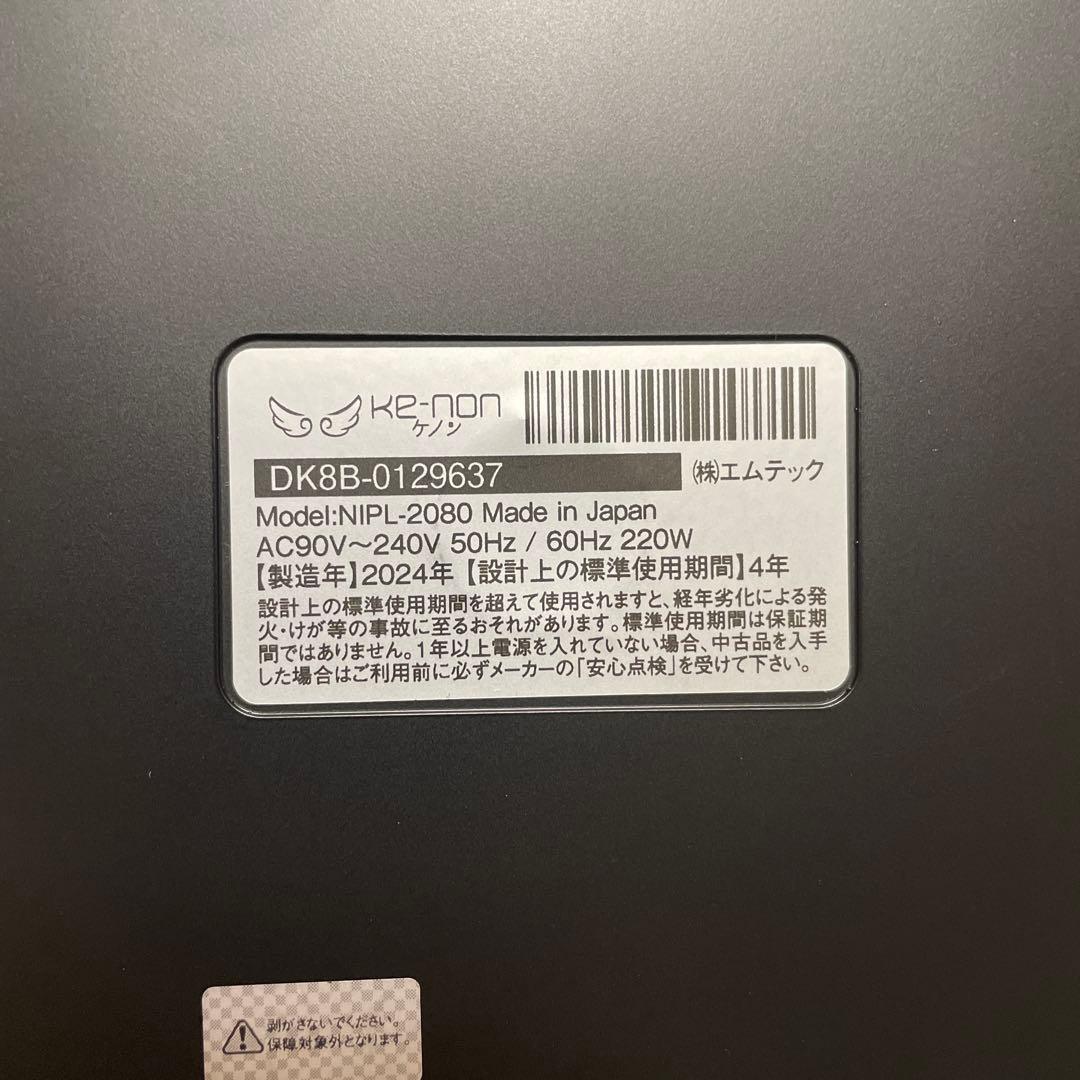 Ke-non
ケノン
DK8B-0129637
㈱エムテック
Model:NIPL-2080 Made in Japan
AC90V～240V 50Hz / 60Hz 220W
【製造年】2024年【設計上の標準使用期間】4年
設計上の標準使用期間を超えて使用されますと、経年劣化による発
火・けが等の事故に至るおそれがあります。標準使用期間は保証期
間ではありません。1年以上電源を入れていない場合、中古品を入手
した場合はご利用前に必ずメーカーの「安心点検」を受けて下さい。
剥がさないでください。
保障対象外となります。